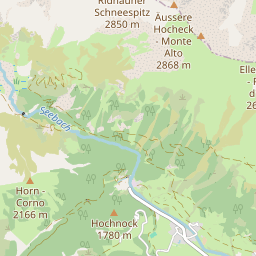 Ridnauner
Schneespitz
2850 m
Äussere
Hocheck
- Monte
Alto
2868 m
Seebach
Horn -
Corno
2166 m
Hochnock
1780 m